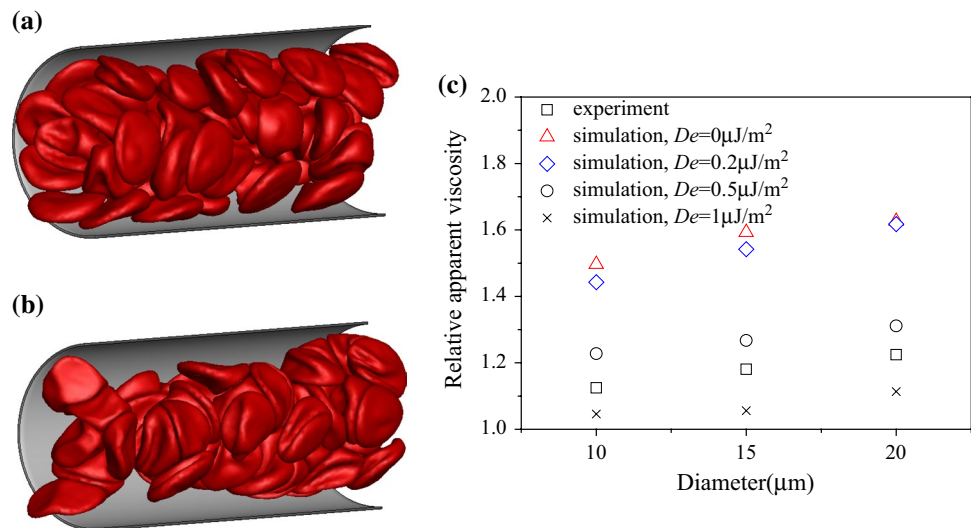 (a)
(b)
(c)
Relative apparent viscosity
2.0
1.8
1.6
1.4
1.2
1.0
experiment
simulation, De=0μJ/m²
simulation, De=0.2μJ/m²
simulation, De=0.5μJ/m²
simulation, De=1μJ/m²
10
15
20
Diameter(μm)